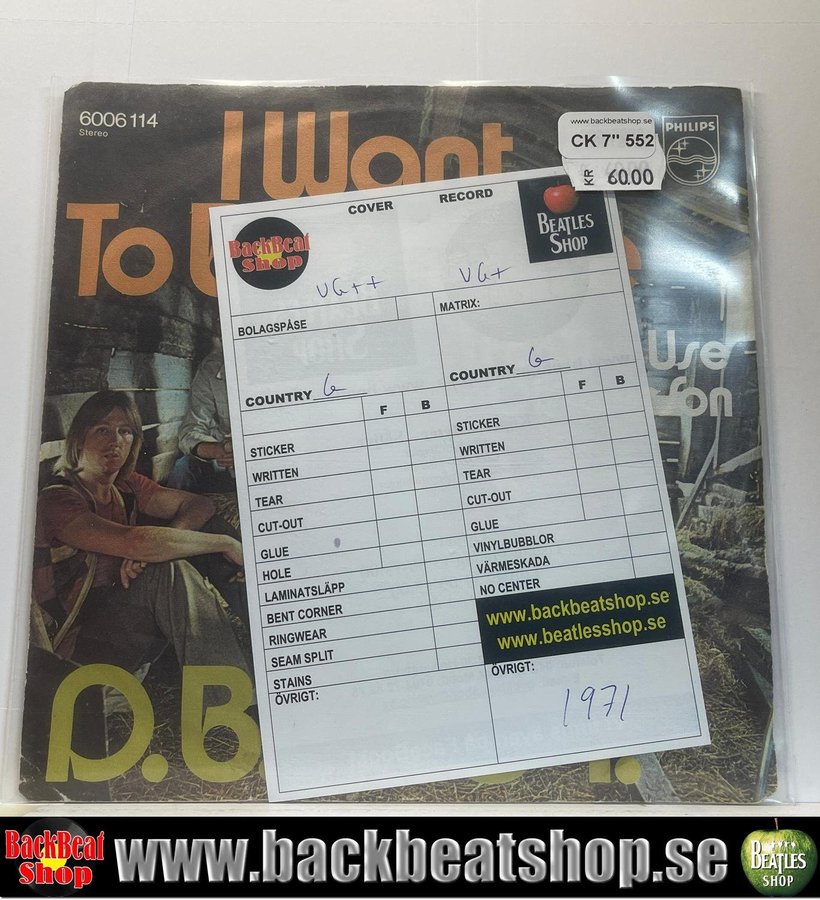 6006 114
Stereo
I Want
To
e
Use
son
D.B.
T.
PHILIPS
www.backbeatshop.se
CK 7" 552
KR 60.00
COVER RECORD
BackBeat
Shop
BEATLES
SHOP
VG++ VG+
BOLAGSPÅSE MATRIX:
COUNTRY G COUNTRY G
F B F B
STICKER STICKER
WRITTEN WRITTEN
TEAR TEAR
CUT-OUT CUT-OUT
GLUE GLUE
HOLE VINYLBUBBLOR
LAMINATSLÄPP VÄRMESKADA
BENT CORNER NO CENTER
RINGWEAR
SEAM SPLIT
STAINS
www.backbeatshop.se
www.beatlesshop.se
ÖVRIGT: ÖVRIGT:
1971
BackBeat
Shop
www.backbeatshop.se
BEATLES
SHOP